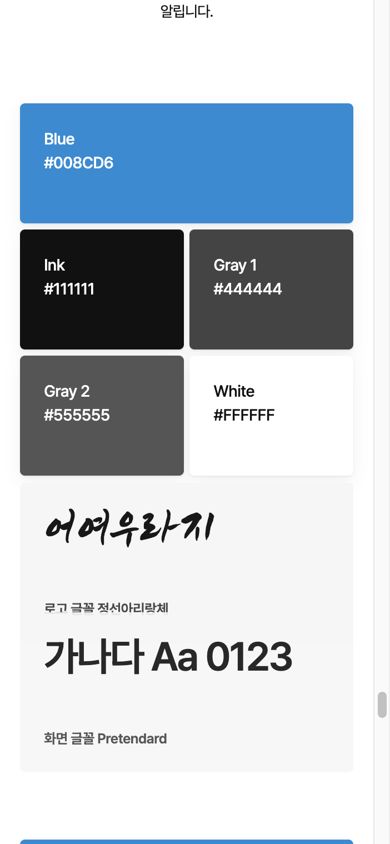 알립니다.
Blue
#008CD6
Ink
#111111
Gray 1
#444444
Gray 2
#555555
White
#FFFFFF
어여우라지
로고 글꼴 정선아리랑체
가나다 Aa 0123
화면 글꼴 Pretendard